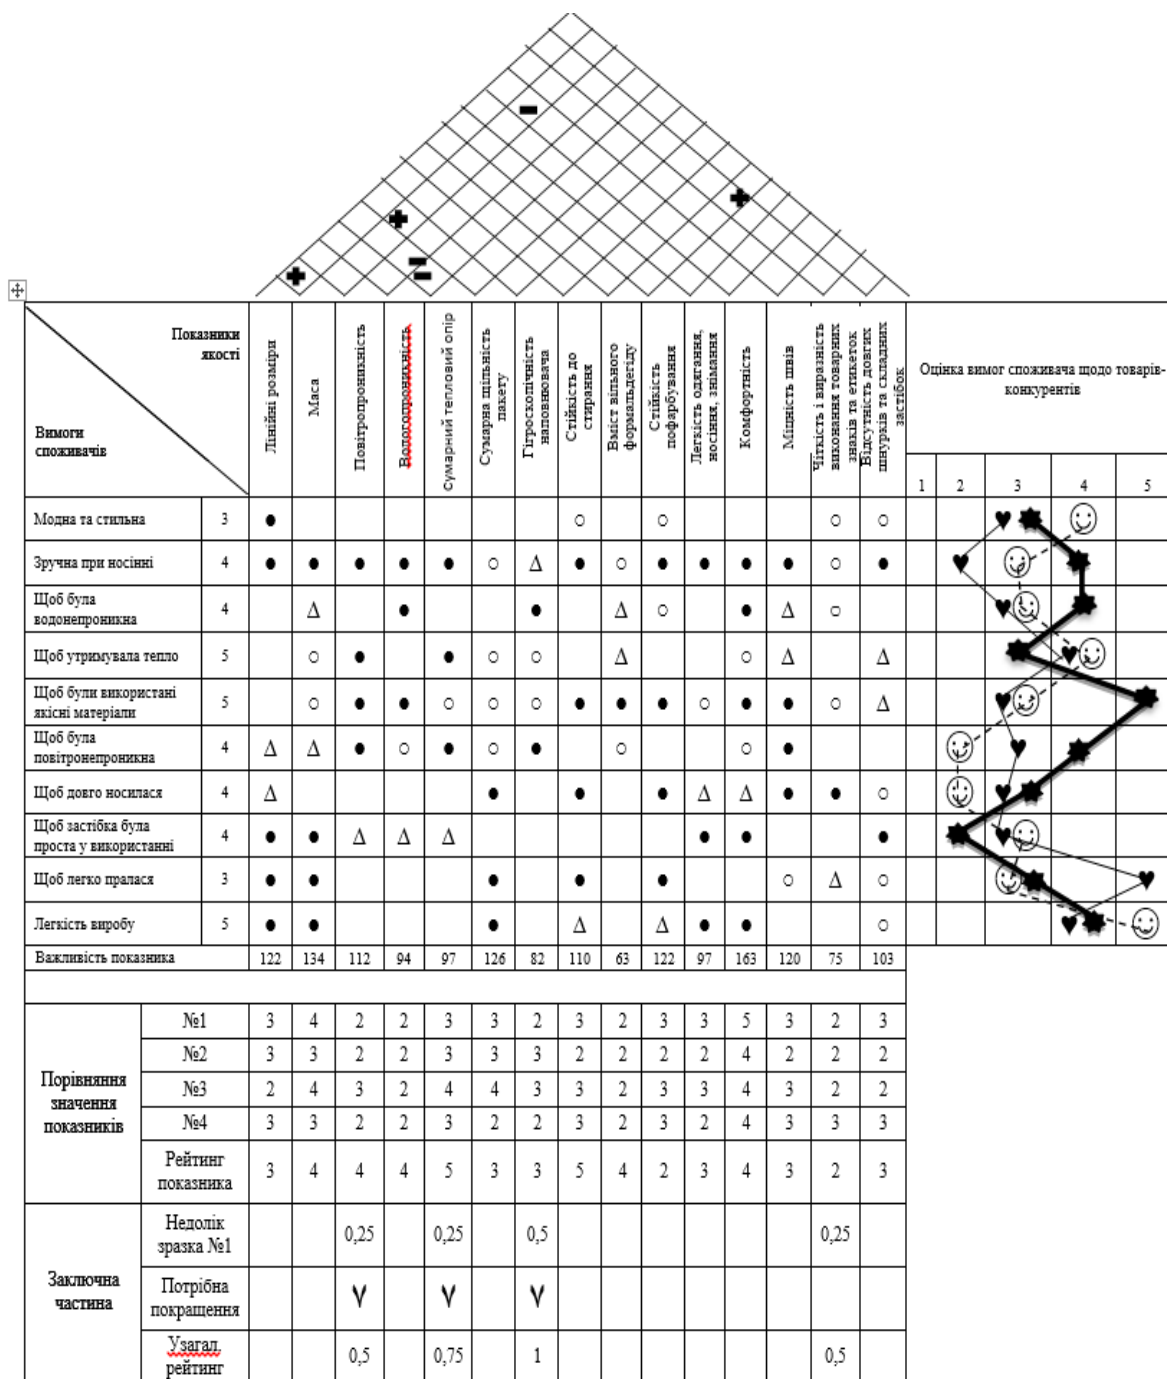 Показники
якості
Вимоги
споживачів
Лінійні розміри
Маса
Повітропроникність
Вологопроникність
Сумарний тепловий опір
Сумарна щільність
пакету
Гігроскопічність
наповнювача
Стійкість до
стирання
Вміст вільного
формальдегіду
Стійкість
пофарбування
Легкість одягання,
носіння, знімання
Комфортність
Міцність швів
Чіткість і виразність
виконання товарних
знаків та етикеток
Відсутність довгих
шнурків та складних
застібок
Оцінка вимог споживача щодо товарів-
конкурентів
1 2 3 4 5
Модна та стильна 3 ● ○ ○ ○ ○
Зручна при носінні 4 ● ● ● ● ● ○ Δ ● ○ ● ● ● ● ○ ●
Щоб була
водонепроникна 4 Δ ● ● Δ ○ ● Δ ○
Щоб утримувала тепло 5 ○ ● ● ○ ○ Δ ○ Δ Δ
Щоб були використані
якісні матеріали 5 ○ ● ● ○ ○ ○ ● ● ● ○ ● ● ○ Δ
Щоб була
повітронепроникна 4 Δ Δ ● ○ ● ○ ● ○ ○ ●
Щоб довго носилася 4 Δ ● ● ● Δ Δ ● ● ○
Щоб застібка була
проста у використанні 4 ● ● Δ Δ Δ ● ● ●
Щоб легко пралася 3 ● ● ● ● ● ○ Δ ○
Легкість виробу 5 ● ● ● Δ Δ ● ● ○
Важливість показника 122 134 112 94 97 126 82 110 63 122 97 163 120 75 103
Порівняння
значення
показників
№1 3 4 2 2 3 3 2 3 2 3 3 5 3 2 3
№2 3 3 2 2 3 3 3 2 2 2 2 4 2 2 2
№3 2 4 3 2 4 4 3 3 2 3 3 4 3 2 2
№4 3 3 2 2 3 2 2 3 2 3 2 4 3 3 3
Рейтинг
показника 3 4 4 4 5 3 3 5 4 2 3 4 3 2 3
Заключна
частина
Недолік
зразка №1 0,25 0,25 0,5 0,25
Потрібна
покращення V V V
Узагал.
рейтинг 0,5 0,75 1 0,5